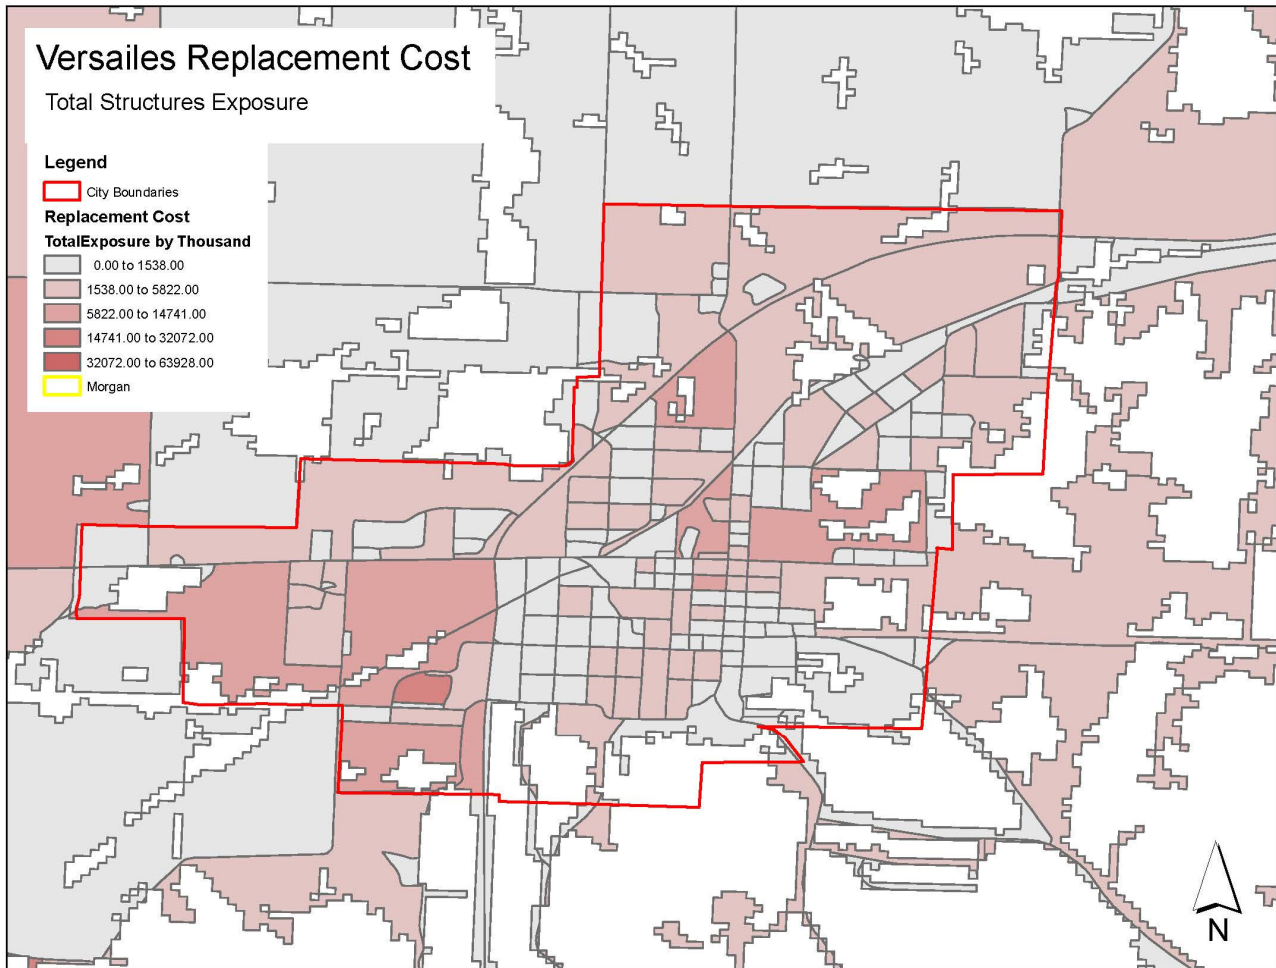 Versailes Replacement Cost
Total Structures Exposure
Legend
City Boundaries
Replacement Cost
TotalExposure by Thousand
0.00 to 1538.00
1538.00 to 5822.00
5822.00 to 14741.00
14741.00 to 32072.00
32072.00 to 63928.00
Morgan
N